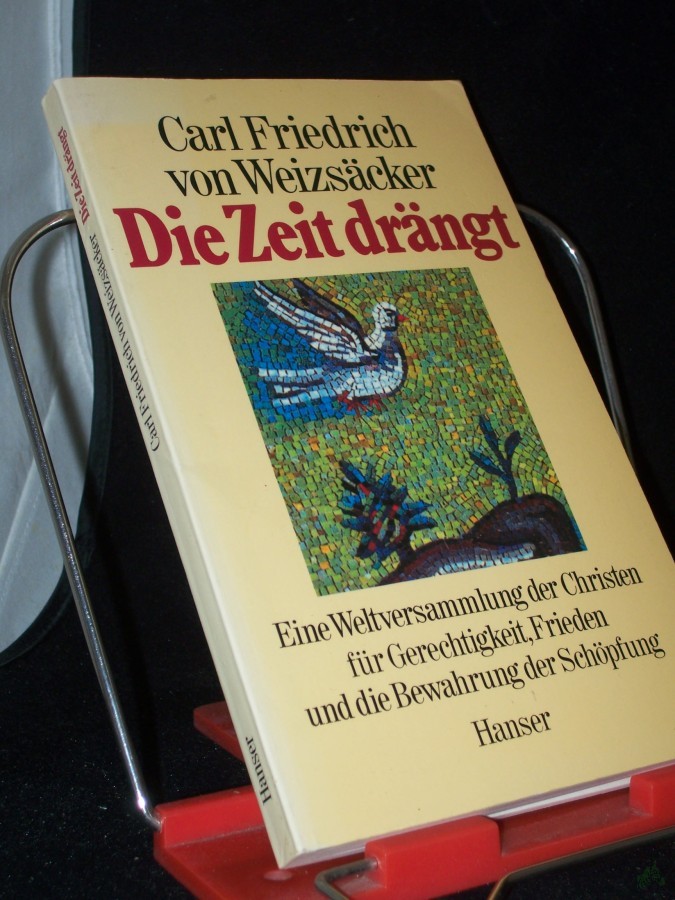 Carl Friedrich
von Weizsäcker
Die Zeit drängt
Eine Weltversammlung der Christen
für Gerechtigkeit, Frieden
und die Bewahrung der Schöpfung
Hanser
Carl Friedrich von Weizsäcker Die Zeit drängt
Hanser